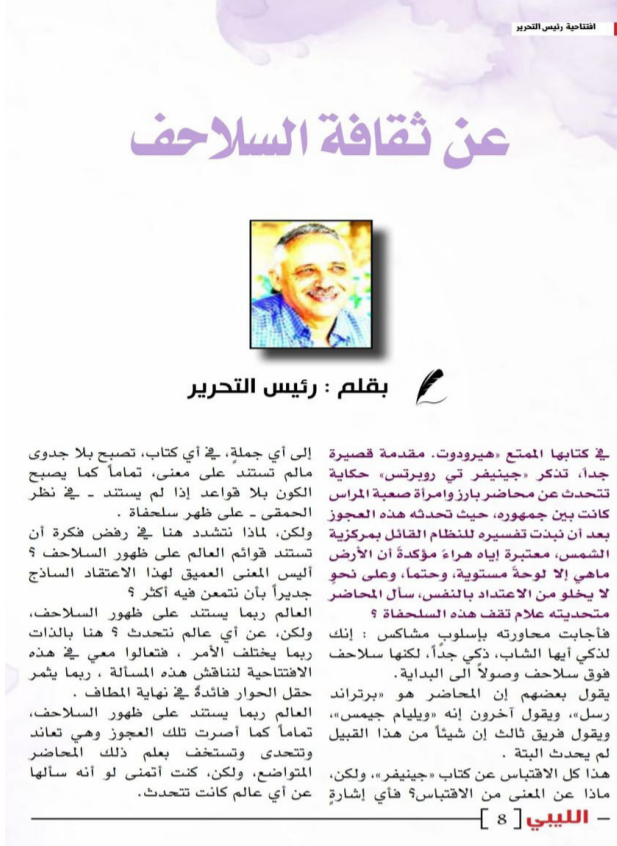 افتتاحية رئيس التحرير
عن ثقافة السلاحف
بقلم : رئيس التحرير
في كتابها الممتع «هيرودوت. مقدمة قصيرة
جداً، تذكر «جينيفر تي روبرتس» حكاية
تتحدث عن محاضر بارز وامرأة صعبة المراس
كانت بين جمهوره، حيث تحدثه هذه العجوز
بعد أن نبذت تفسيره للنظام القائل بمركزية
الشمس، معتبرة إياه هراءً مؤكدةً أن الأرض
ماهي إلا لوحةً مستوية، وحتماً، وعلى نحوٍ
لا يخلو من الاعتداد بالنفس، سأل المحاضر
متحديته علام تقف هذه السلحفاة ؟
فأجابت محاورته بإسلوبٍ مشاكس : إنك
لذكي أيها الشاب، ذكي جداً، لكنها سلاحف
فوق سلاحف وصولاً الى البداية.
يقول بعضهم إن المحاضر هو «برتراند
رسل»، ويقول آخرون إنه «ويليام جيمس»،
ويقول فريق ثالث إن شيئاً من هذا القبيل
لم يحدث البتة .
هذا كل الاقتباس عن كتاب «جينيفر»، ولكن،
ماذا عن المعنى من الاقتباس؟ فأي إشارةٍ
إلى أي جملةٍ، في أي كتاب، تصبح بلا جدوى
مالم تستند على معنى، تماماً كما يصبح
الكون بلا قواعد إذا لم يستند ـ في نظر
الحمقى ـ على ظهر سلحفاة .
ولكن، لماذا نتشدد هنا في رفض فكرة أن
تستند قوائم العالم على ظهور السلاحف ؟
أليس المعنى العميق لهذا الاعتقاد الساذج
جديراً بأن نتمعن فيه أكثر ؟
العالم ربما يستند على ظهور السلاحف،
ولكن، عن أي عالم نتحدث ؟ هنا بالذات
ربما يختلف الأمر ، فتعالوا معي في هذه
الافتتاحية لنناقش هذه المسألة ، ربما يثمر
حقل الحوار فائدةً في نهاية المطاف .
العالم ربما يستند على ظهور السلاحف،
تماماً كما أصرت تلك العجوز وهي تعاند
وتتحدى وتستخف بعلم ذلك المحاضر
المتواضع، ولكن، كنت أتمنى لو أنه سألها
عن أي عالم كانت تتحدث.
الليبي [ 8 ]